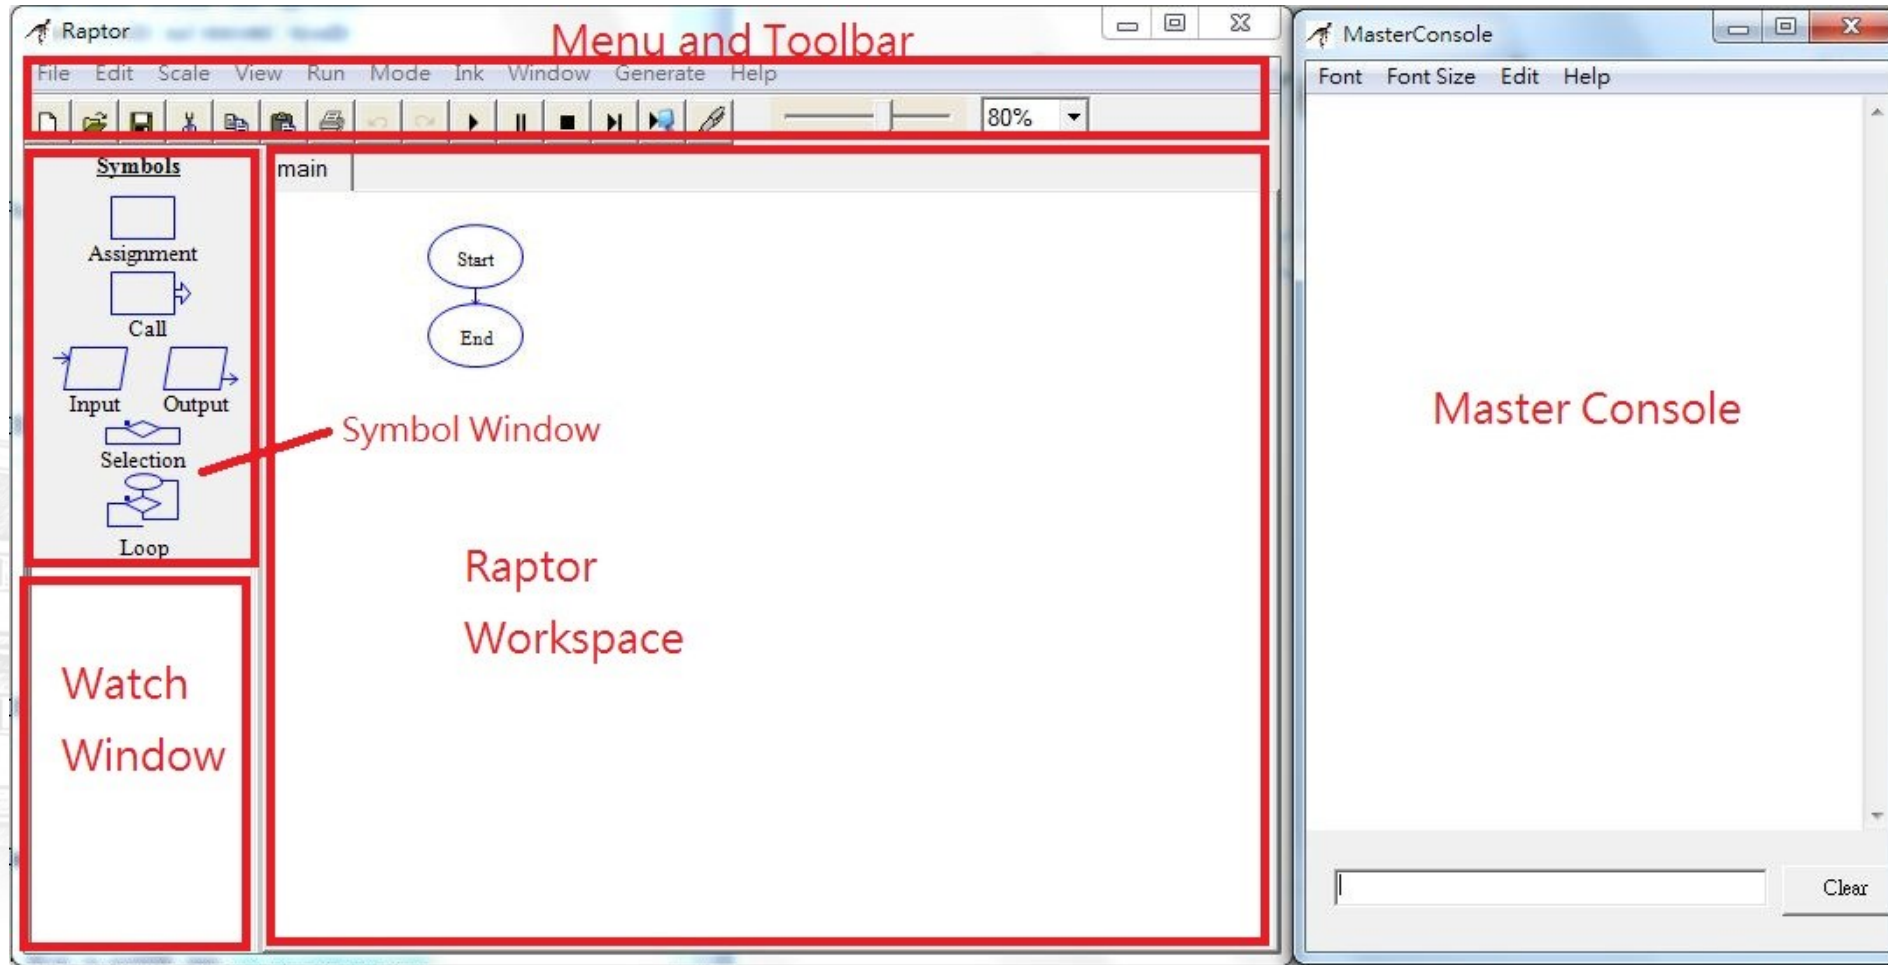 Raptor
Menu and Toolbar
File Edit Scale View Run Mode Ink Window Generate Help
80%
Symbols
Assignment
Call
Input Output
Selection
Loop
main
Start
End
Symbol Window
Raptor
Workspace
Watch
Window
MasterConsole
Font Font Size Edit Help
Master Console
Clear